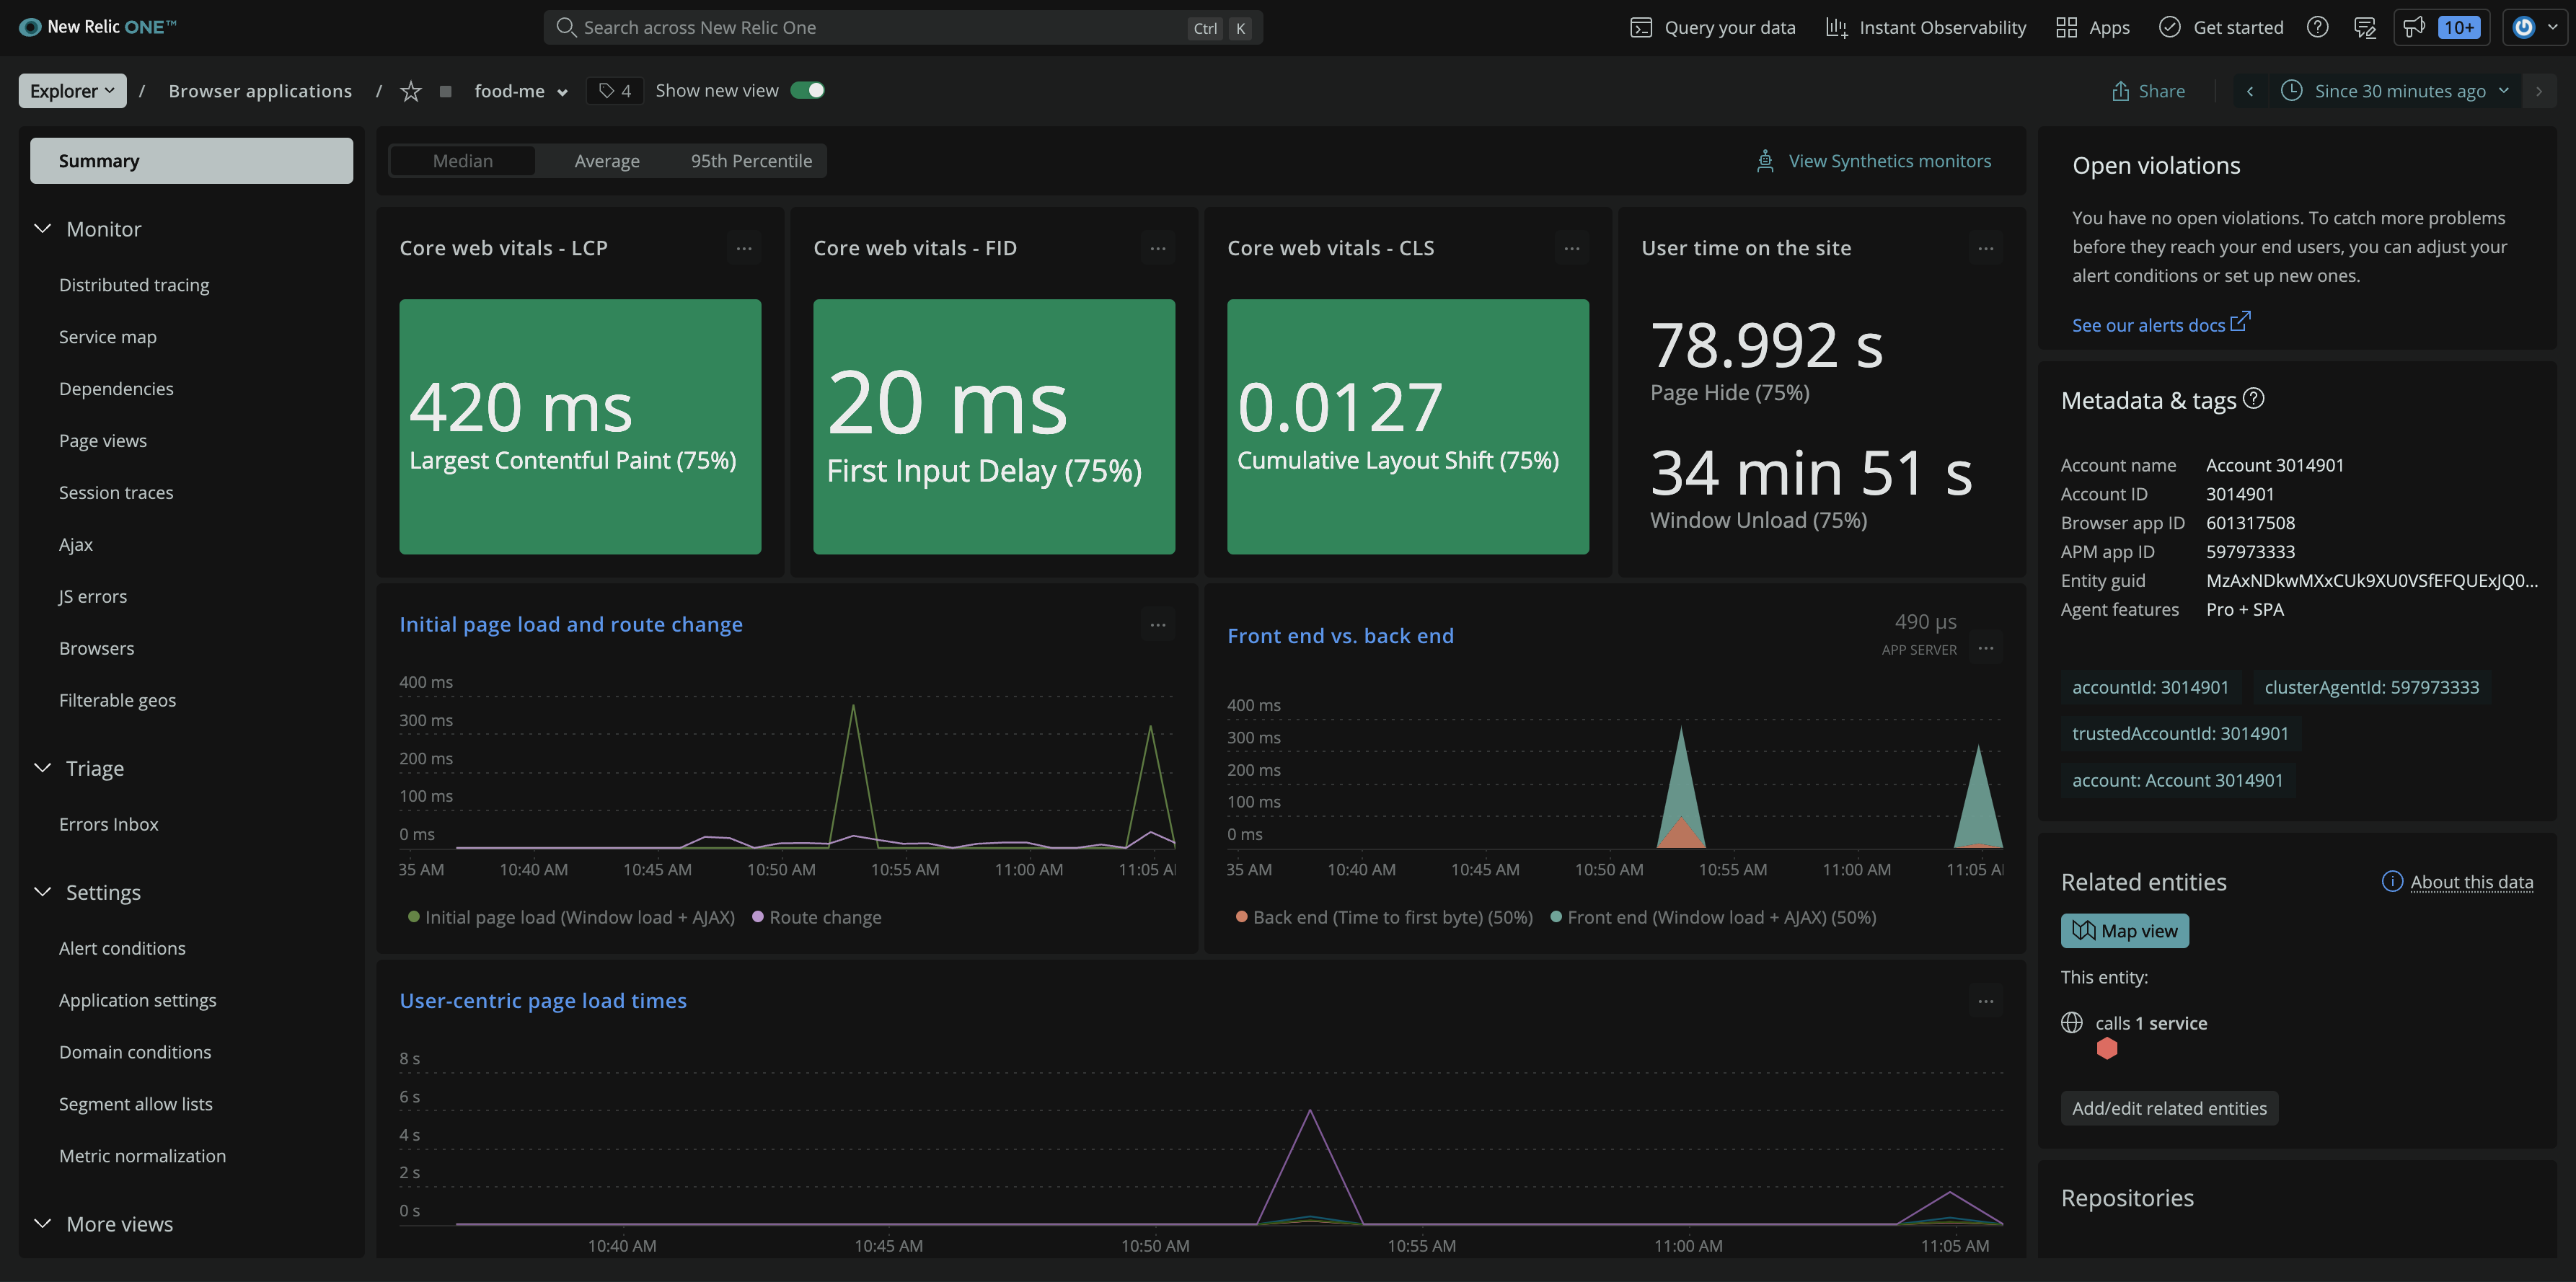 New Relic ONE™
Search across New Relic One
Ctrl K
Query your data
Instant Observability
Apps
Get started
10+
Explorer / Browser applications / food-me
4
Show new view
Share
Since 30 minutes ago
Summary
Monitor
Distributed tracing
Service map
Dependencies
Page views
Session traces
Ajax
JS errors
Browsers
Filterable geos
Triage
Errors Inbox
Settings
Alert conditions
Application settings
Domain conditions
Segment allow lists
Metric normalization
More views
Median Average 95th Percentile
View Synthetics monitors
Core web vitals - LCP
...
420 ms
Largest Contentful Paint (75%)
Core web vitals - FID
...
20 ms
First Input Delay (75%)
Core web vitals - CLS
...
0.0127
Cumulative Layout Shift (75%)
User time on the site
...
78.992 s
Page Hide (75%)
34 min 51 s
Window Unload (75%)
Initial page load and route change
...
400 ms
300 ms
200 ms
100 ms
0 ms
35 AM 10:40 AM 10:45 AM 10:50 AM 10:55 AM 11:00 AM 11:05 A
Initial page load (Window load + AJAX) Route change
Front end vs. back end
490 µs
APP SERVER
...
400 ms
300 ms
200 ms
100 ms
0 ms
35 AM 10:40 AM 10:45 AM 10:50 AM 10:55 AM 11:00 AM 11:05 A
Back end (Time to first byte) (50%) Front end (Window load + AJAX) (50%)
User-centric page load times
...
8 s
6 s
4 s
2 s
0 s
10:40 AM 10:45 AM 10:50 AM 10:55 AM 11:00 AM 11:05 AM
Open violations
You have no open violations. To catch more problems
before they reach your end users, you can adjust your
alert conditions or set up new ones.
See our alerts docs
Metadata & tags
Account name Account 3014901
Account ID 3014901
Browser app ID 601317508
APM app ID 597973333
Entity guid MzAxNDkwMXxCUk9XU0VSfEFQUExJQ0...
Agent features Pro + SPA
accountId: 3014901 clusterAgentId: 597973333
trustedAccountId: 3014901
account: Account 3014901
Related entities
About this data
Map view
This entity:
calls 1 service
Add/edit related entities
Repositories